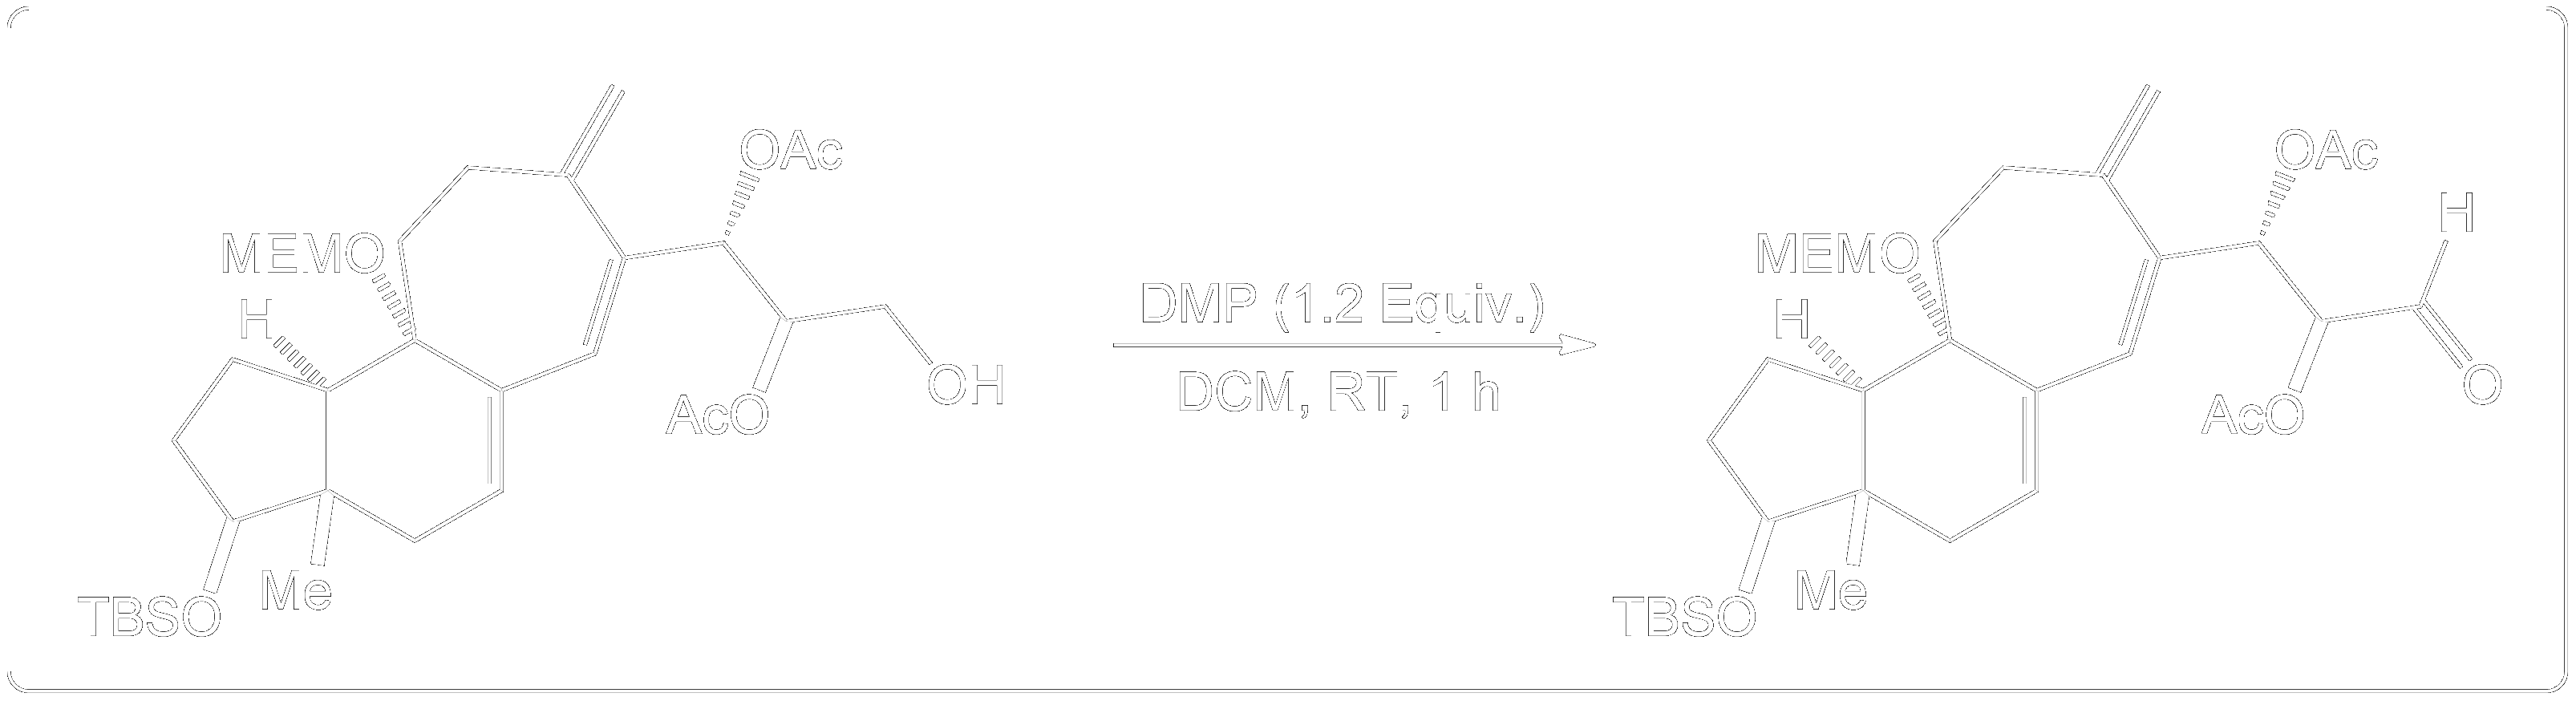 OAc
MEMO
H
AcO
OH
TBSO
Me
DMP (1.2 Equiv.)
DCM, RT, 1 h
OAc
H
MEMO
H
O
AcO
TBSO
Me